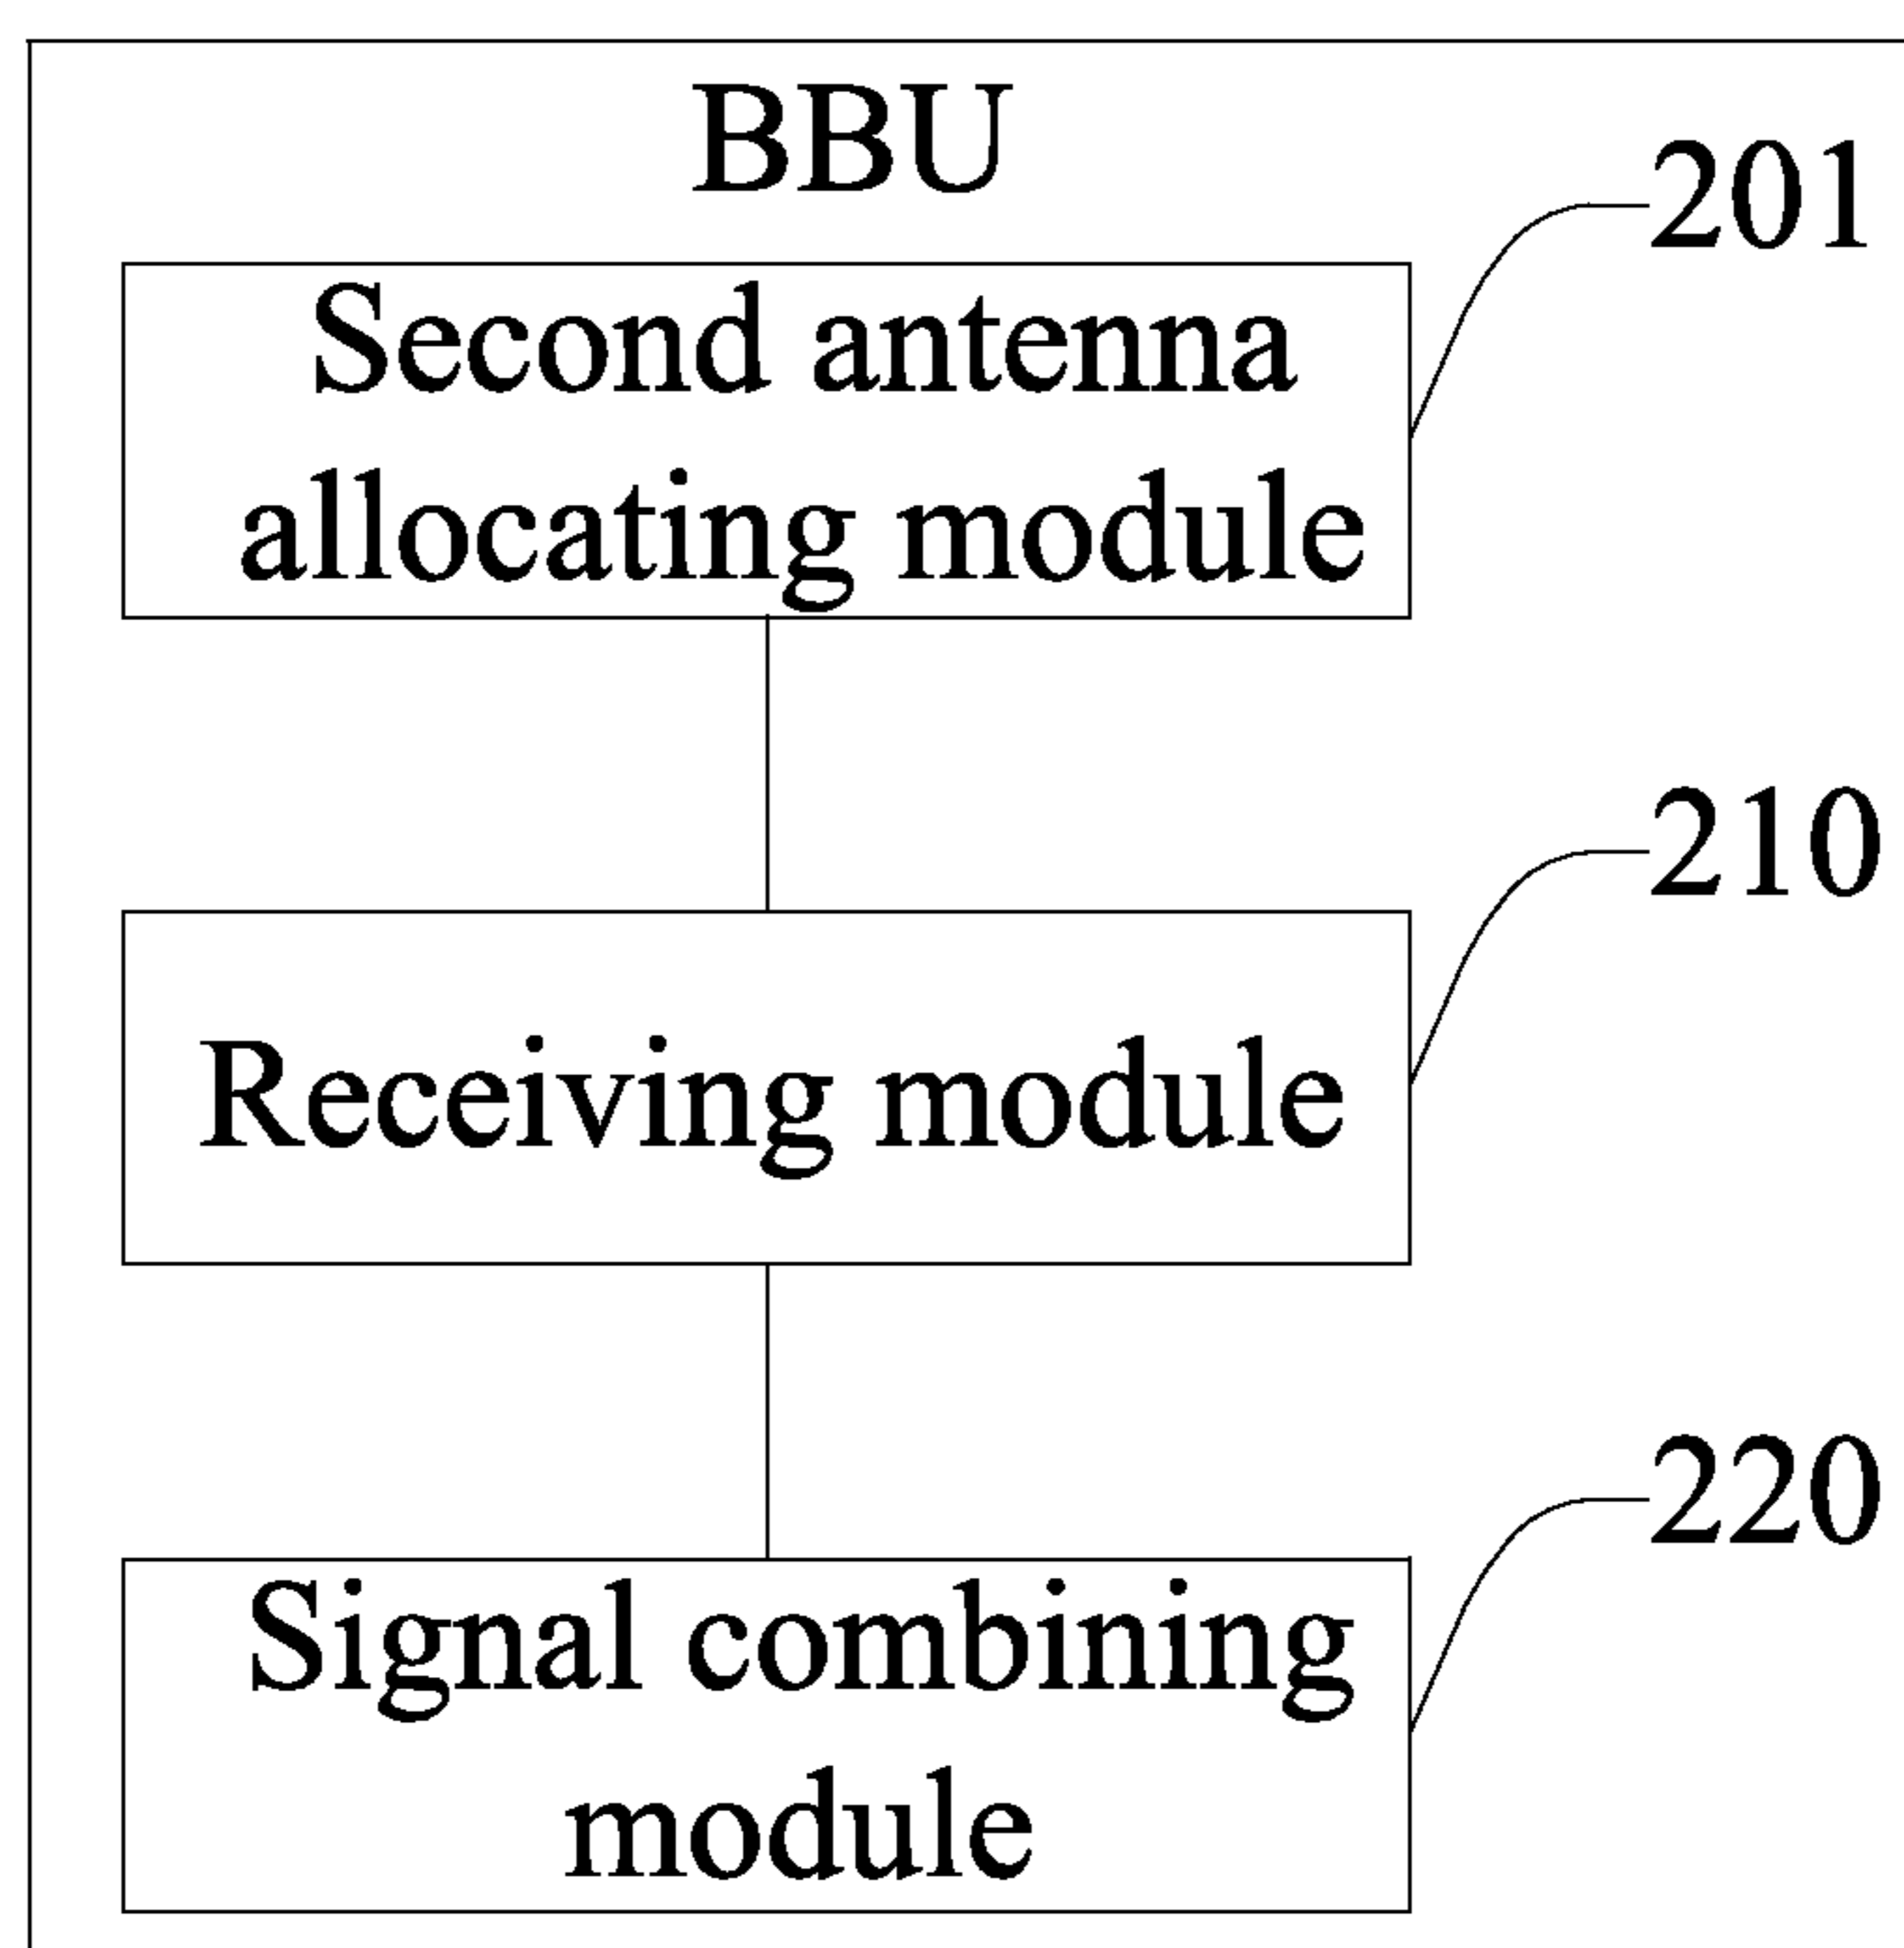 BBU
201
Second antenna
allocating module
210
Receiving module
220
Signal combining
module